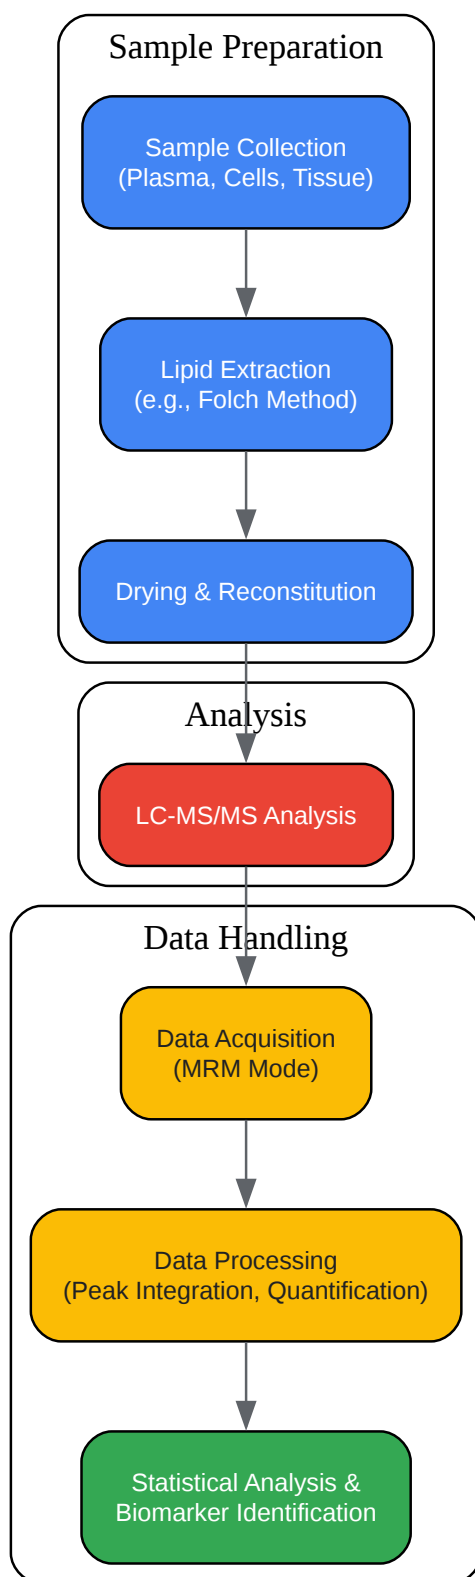 Sample Preparation
Sample Collection
(Plasma, Cells, Tissue)
Lipid Extraction
(e.g., Folch Method)
Drying & Reconstitution
Analysis
LC-MS/MS Analysis
Data Handling
Data Acquisition
(MRM Mode)
Data Processing
(Peak Integration, Quantification)
Statistical Analysis &
Biomarker Identification